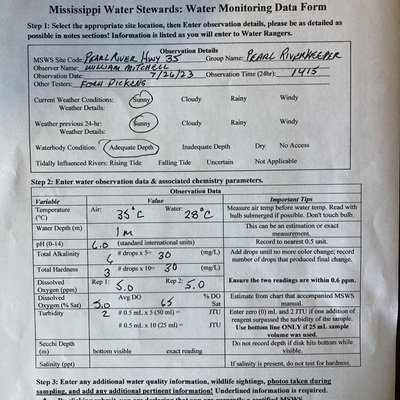 Mississippi Water Stewards: Water Monitoring Data Form
Step 1: Select the appropriate site location, then Enter observation details, please be as detailed as
possible in notes sections! Information is listed as you will enter to Water Rangers.
Observation Details
MSWS Site Code: PEARL RIVER HWY 35 Group Name: PEARL RIVERKEEPER
Observer Name: WILLIAM MITCHELL
Observation Date: 7/26/23 Observation Time (24hr): 1415
Other Testers: PICKENS
Current Weather Conditions: Sunny Cloudy Rainy Windy
Weather Details:
Weather previous 24-hr: Sunny Cloudy Rainy Windy
Weather Details:
Waterbody Condition: Adequate Depth Inadequate Depth Dry No Access
Tidally Influenced Rivers: Rising Tide Falling Tide Uncertain Not Applicable
Step 2: Enter water observation data & associated chemistry parameters.
Observation Data
Variable Value Important Tips
Temperature (°C) Air: 35°C Water: 28°C Measure air temp before water temp. Read with bulb submerged if possible. Don't touch bulb.
Water Depth (m) 1m This can be an estimation or exact measurement.
pH (0-14) 6.0 (standard international units) Record to nearest 0.5 unit.
Total Alkalinity 6 # drops x 5= 30 (mg/L) Add drops until no more color change; record number of drops that produced final change.
Total Hardness 3 # drops x 10= 30 (mg/L)
Dissolved Oxygen (ppm) Rep 1: 5.0 Rep 2: 5.0 Ensure the two readings are within 0.6 ppm.
Dissolved Oxygen (% Sat) 5.0 Avg DO 65 % DO Sat Estimate from chart that accompanied MSWS manual.
Turbidity 2 # 0.5 mL x 5 (50 ml) = JTU Enter zero (0) mL and 2 JTU if one addition of reagent surpassed the turbidity of the sample.
# 0.5 mL x 10 (25 ml) = JTU Use bottom line ONLY if 25 mL sample volume was used.
Secchi Depth (m) bottom visible exact reading Do not record depth if disk hits bottom while visible.
Salinity (ppt) If salinity is present, do not test for hardness.
Step 3: Enter any additional water quality information, wildlife sightings, photos taken during
sampling, and add any additional pertinent information! Underlined information is required.